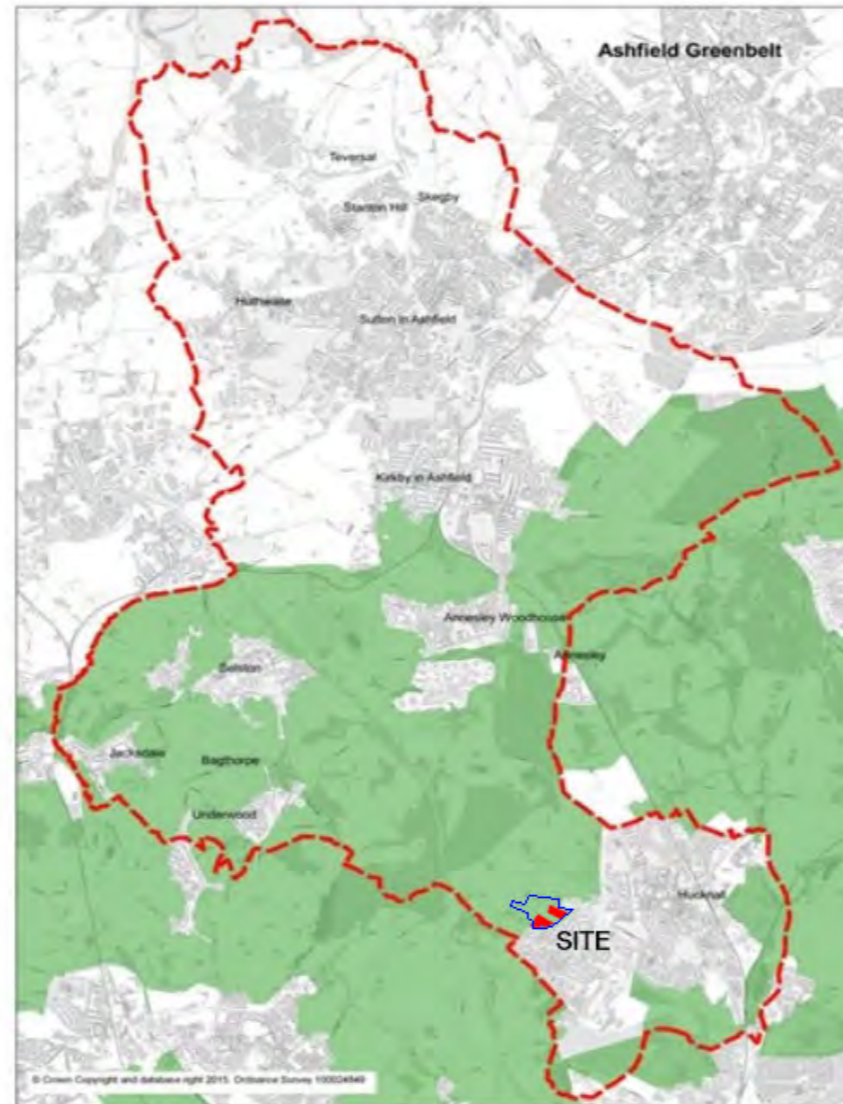 Ashfield Greenbelt
Teversal
Skegby
Stanton Hill
Huthwaite
Sutton in Ashfield
Kirkby in Ashfield
Annesley Woodhouse
Annesley
Selston
Jacksdale
Bagthorpe
Underwood
Hucknall
SITE
© Crown Copyright and database right 2015. Ordnance Survey 100024849